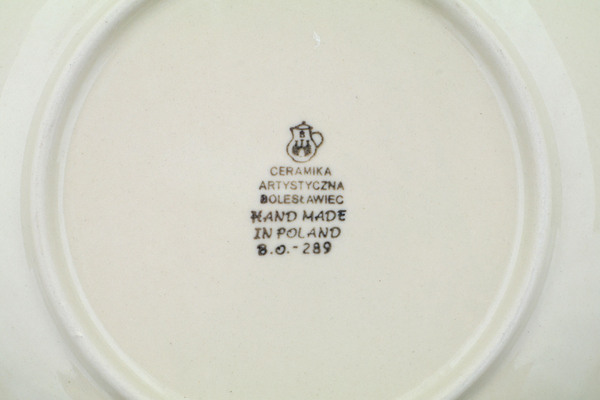 CERAMIKA
ARTYSTYCZNA
BOLESŁAWIEC
HAND MADE
IN POLAND
B.O.-289